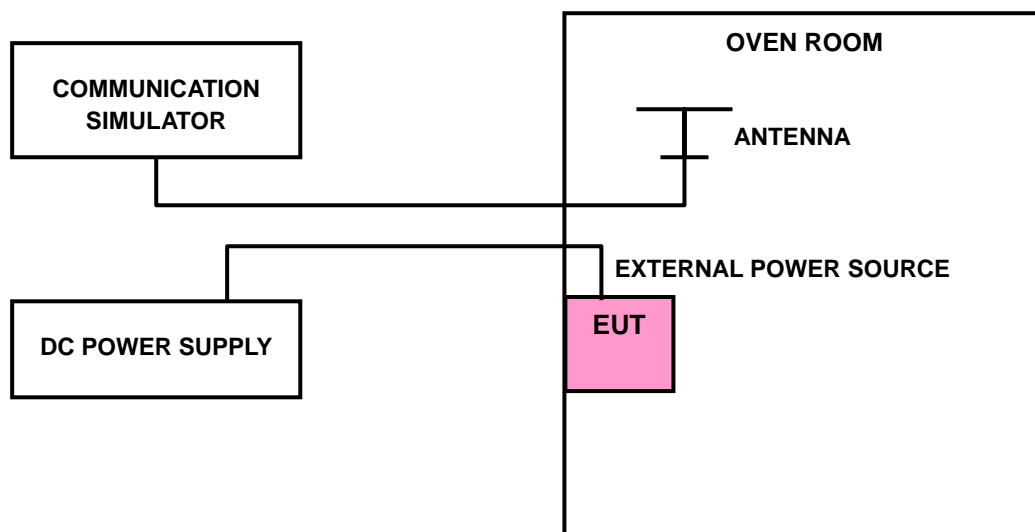 OVEN ROOM
COMMUNICATION
SIMULATOR
ANTENNA
EXTERNAL POWER SOURCE
EUT
DC POWER SUPPLY